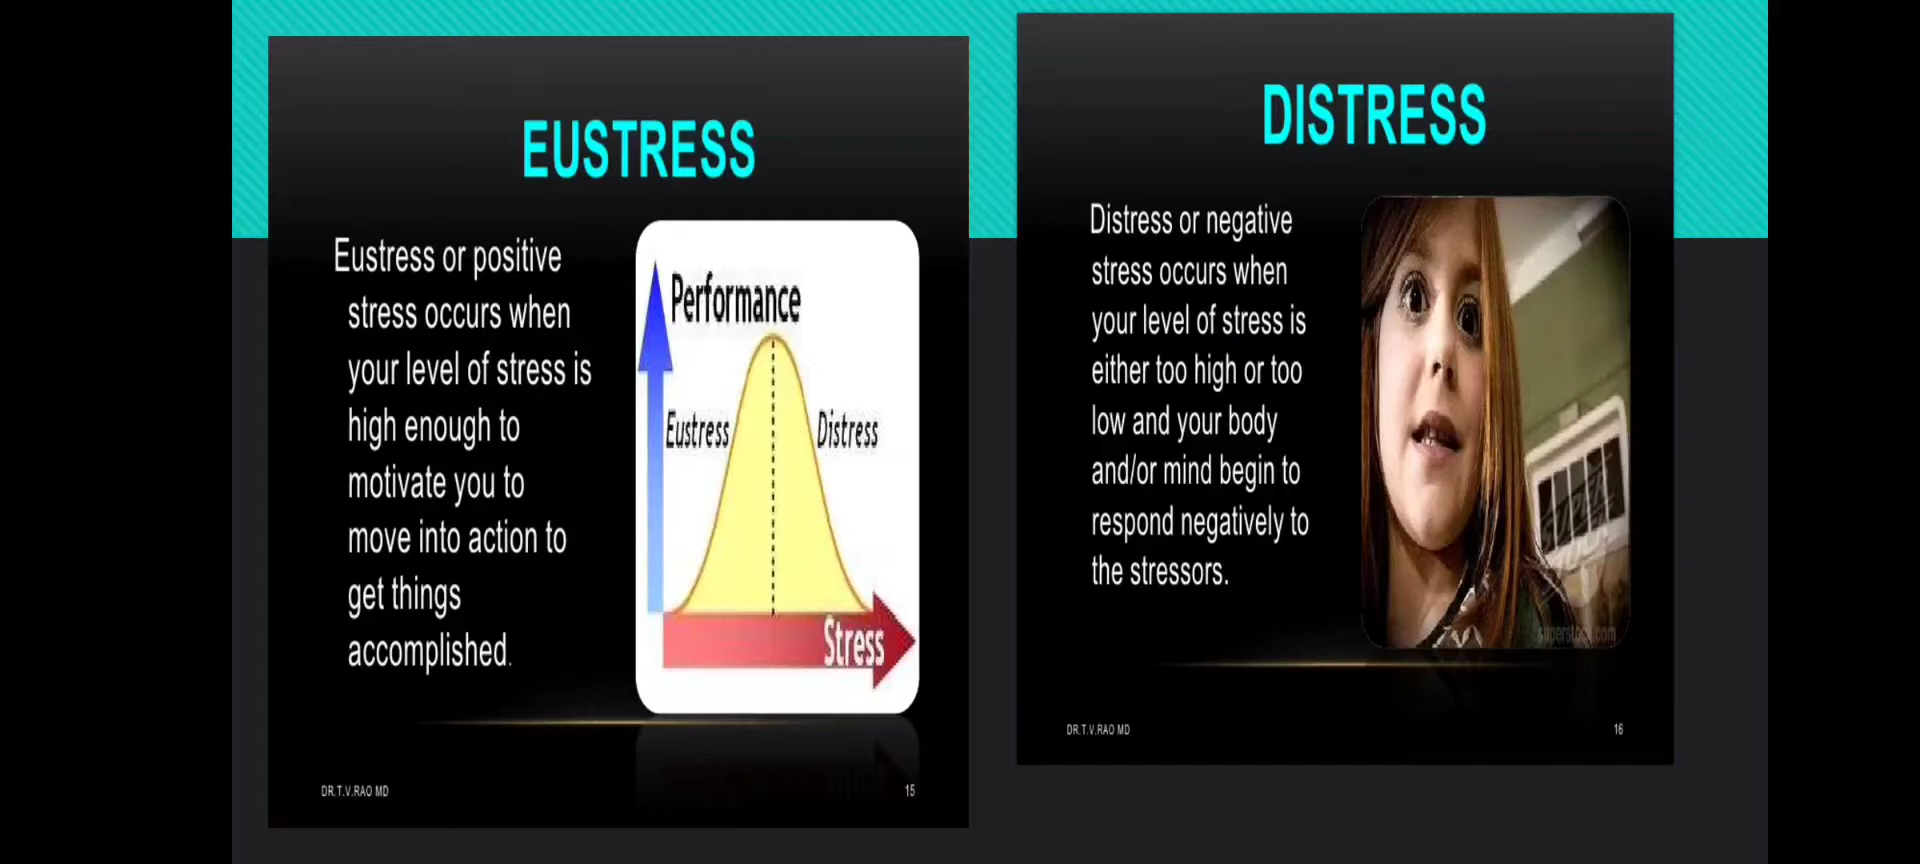 EUSTRESS
Eustress or positive
stress occurs when
your level of stress is
high enough to
motivate you to
move into action to
get things
accomplished.
Performance
Eustress
Distress
Stress
DR.T.V.RAO MD
15
DISTRESS
Distress or negative
stress occurs when
your level of stress is
either too high or too
low and your body
and/or mind begin to
respond negatively to
the stressors.
superstock.com
DR.T.V.RAO MD
16